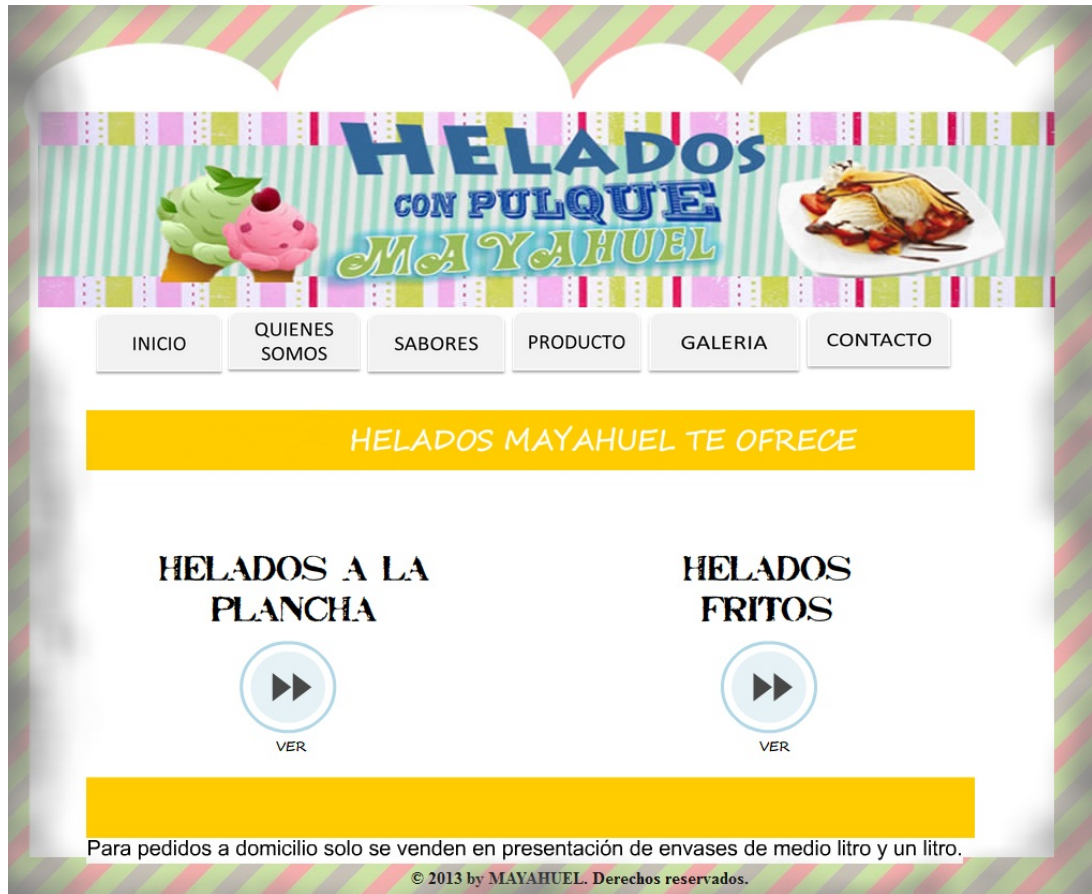 HELADOS
CON PULQUE
MAYAHUEL
INICIO
QUIENES
SOMOS
SABORES
PRODUCTO
GALERIA
CONTACTO
HELADOS MAYAHUEL TE OFRECE
HELADOS A LA
PLANCHA
VER
HELADOS
FRITOS
VER
Para pedidos a domicilio solo se venden en presentación de envases de medio litro y un litro.
© 2013 by MAYAHUEL. Derechos reservados.